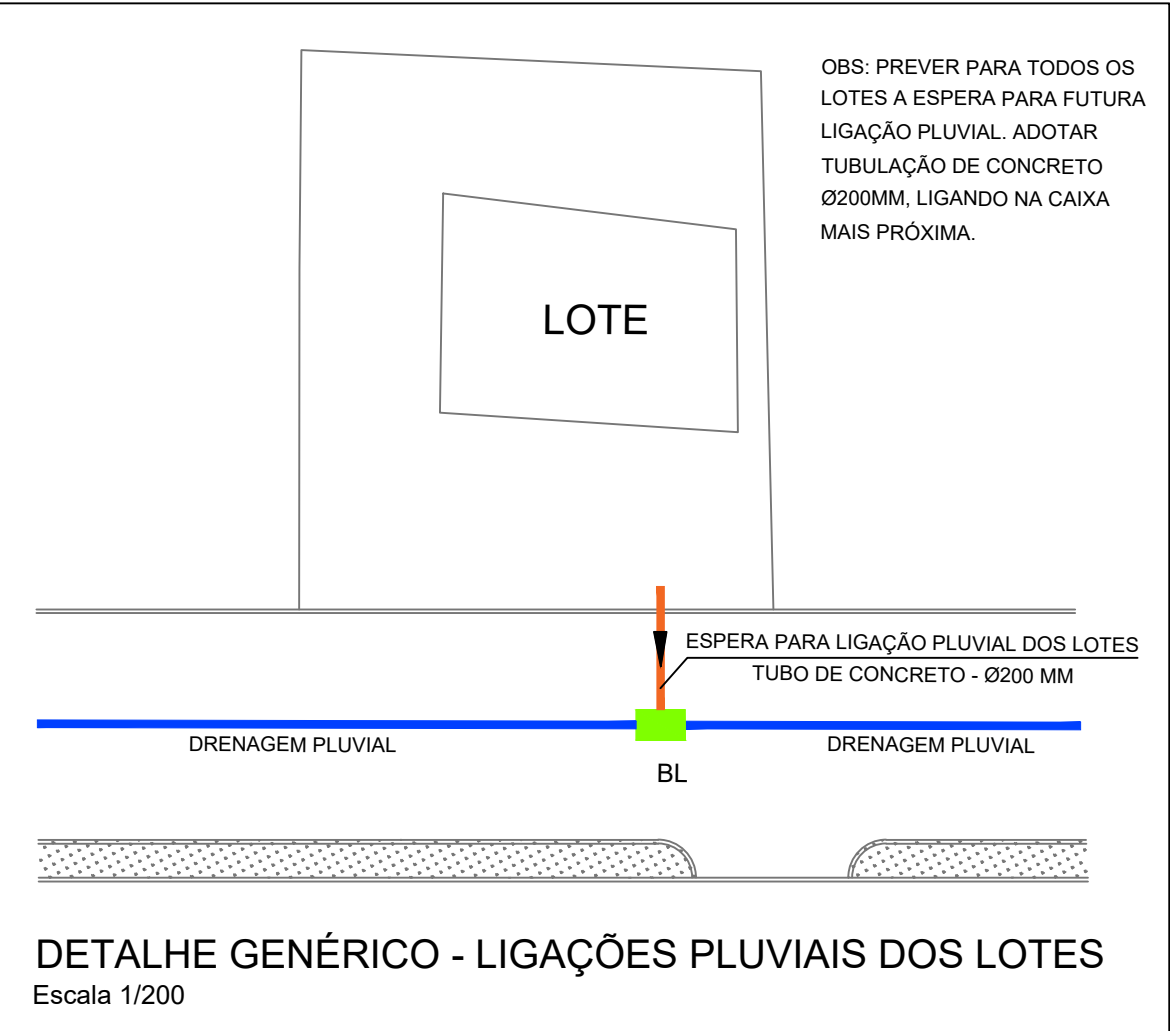 OBS: PREVER PARA TODOS OS
LOTES A ESPERA PARA FUTURA
LIGAÇÃO PLUVIAL. ADOTAR
TUBULAÇÃO DE CONCRETO
Ø200MM, LIGANDO NA CAIXA
MAIS PRÓXIMA.
LOTE
ESPERA PARA LIGAÇÃO PLUVIAL DOS LOTES
TUBO DE CONCRETO - Ø200 MM
DRENAGEM PLUVIAL
DRENAGEM PLUVIAL
BL
DETALHE GENÉRICO - LIGAÇÕES PLUVIAIS DOS LOTES
Escala 1/200